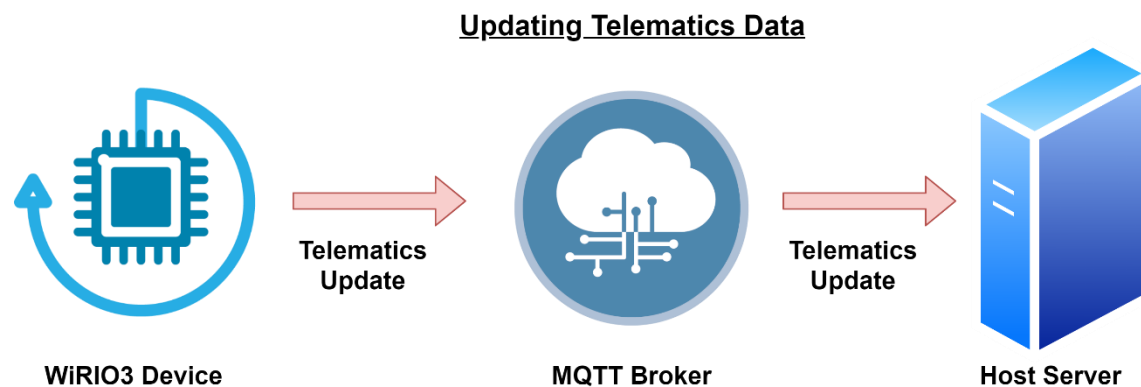 Updating Telematics Data
Telematics
Update
Telematics
Update
WiRIO3 Device
MQTT Broker
Host Server